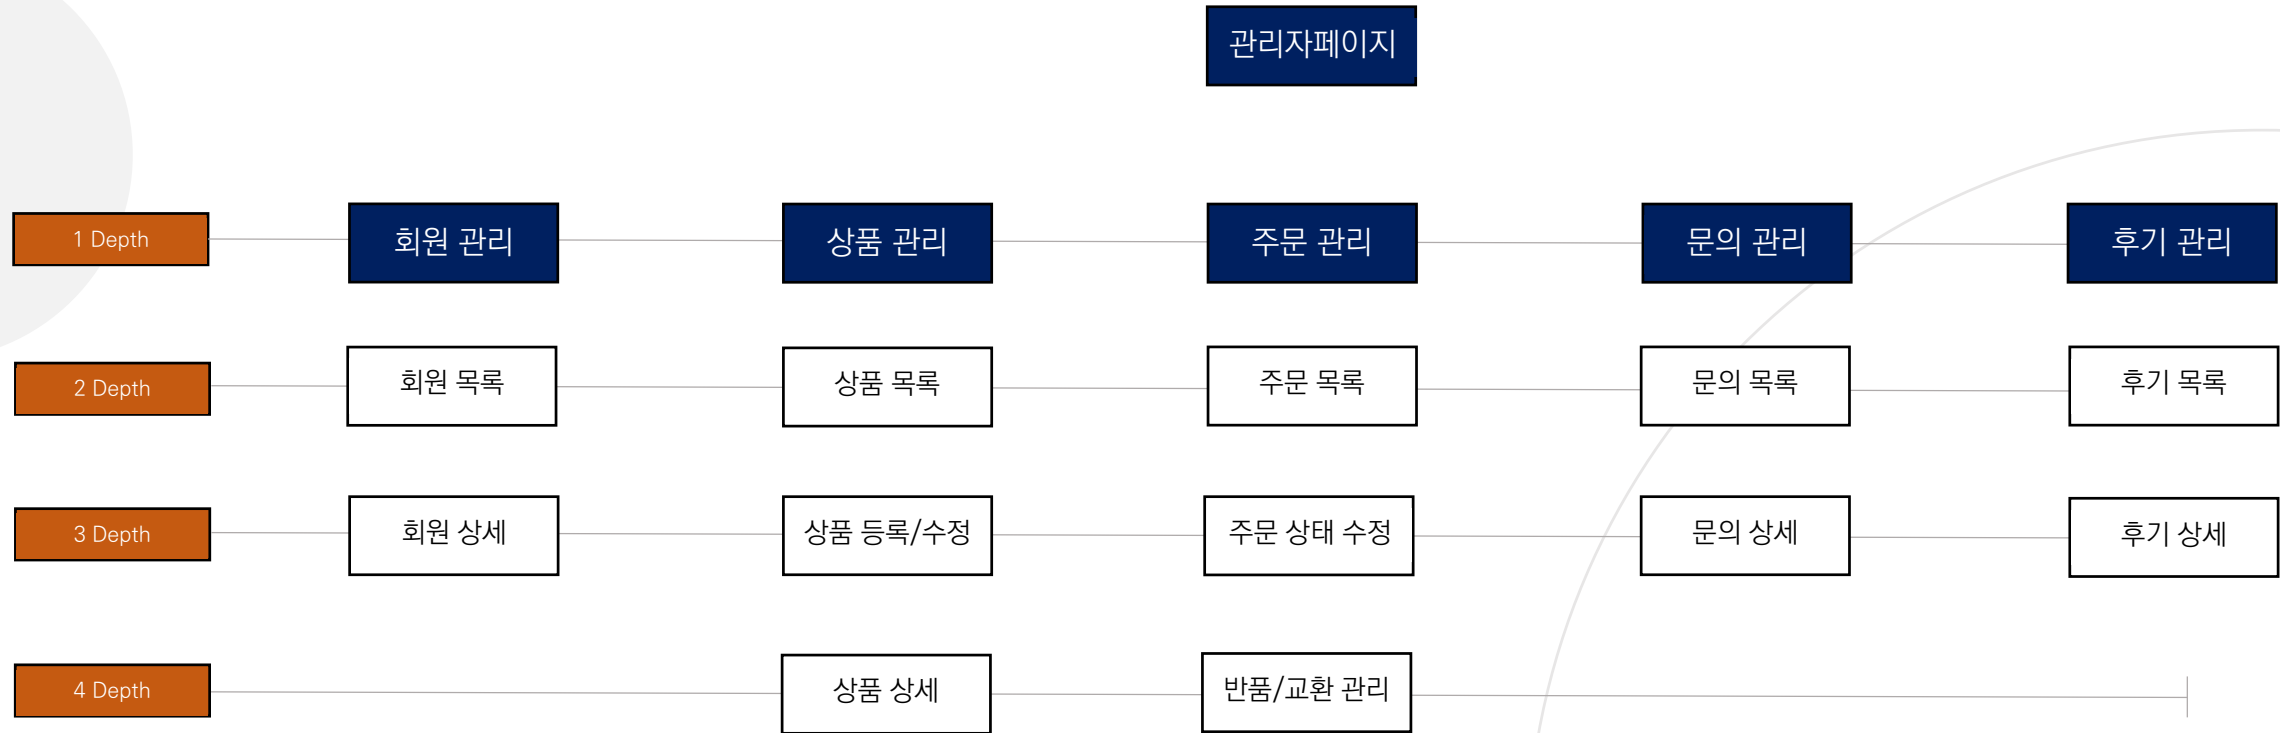 관리자페이지
1 Depth
회원 관리
상품 관리
주문 관리
문의 관리
후기 관리
2 Depth
회원 목록
상품 목록
주문 목록
문의 목록
후기 목록
3 Depth
회원 상세
상품 등록/수정
주문 상태 수정
문의 상세
후기 상세
4 Depth
상품 상세
반품/교환 관리